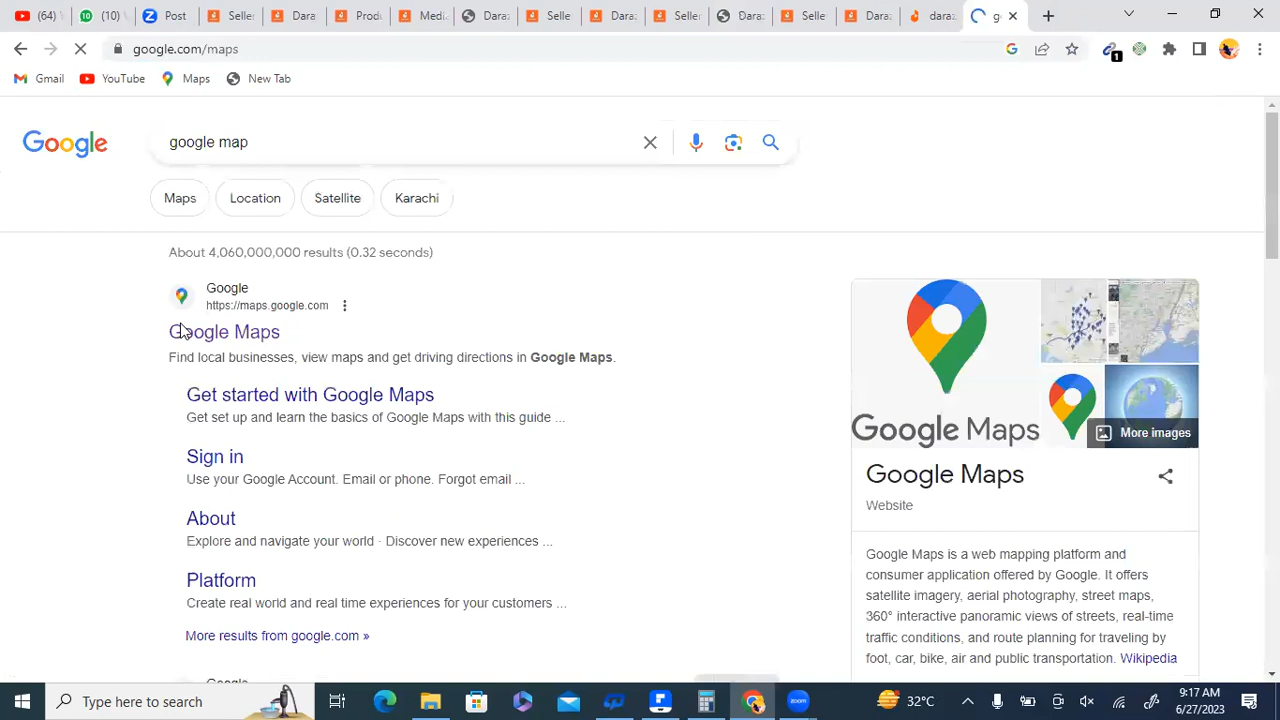 (64)
(10)
Post
Selle
Dara
Prod
Medi
Daraz
Selle
Daraz
Selle
Daraz
Selle
Daraz
daraz
google.com/maps
1
Gmail
YouTube
Maps
New Tab
Google
google map
Maps
Location
Satellite
Karachi
About 4,060,000,000 results (0.32 seconds)
Google
https://maps.google.com
Google Maps
Find local businesses, view maps and get driving directions in Google Maps.
Get started with Google Maps
Get set up and learn the basics of Google Maps with this guide ...
Sign in
Use your Google Account. Email or phone. Forgot email ...
About
Explore and navigate your world · Discover new experiences ...
Platform
Create real world and real time experiences for your customers ...
More results from google.com »
Google Maps
More images
Google Maps
Website
Google Maps is a web mapping platform and
consumer application offered by Google. It offers
satellite imagery, aerial photography, street maps,
360° interactive panoramic views of streets, real-time
traffic conditions, and route planning for traveling by
foot, car, bike, air and public transportation. Wikipedia
Type here to search
zoom
32°C
9:17 AM
6/27/2023